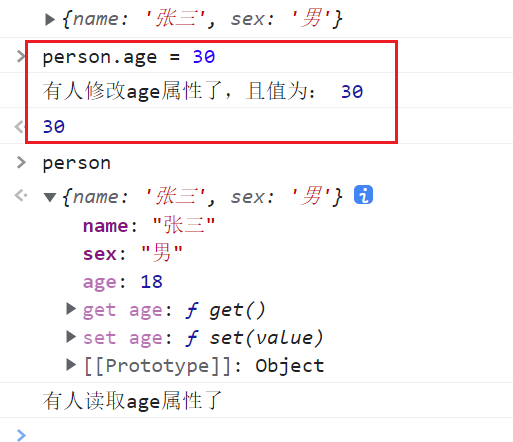 {name: '张三', sex: '男'}
person.age = 30
有人修改age属性了，且值为： 30
30
person
{name: '张三', sex: '男'}
name: "张三"
sex: "男"
age: 18
get age: ƒ get()
set age: ƒ set(value)
[[Prototype]]: Object
有人读取age属性了